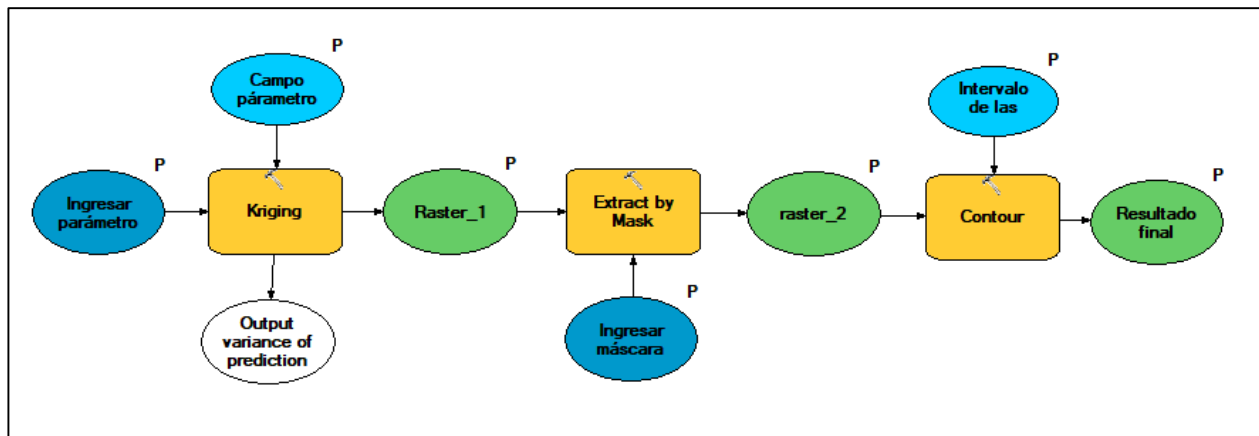 P
Campo
párametro
P
Intervalo
de las
P
Ingresar
parámetro
Kriging
P
Raster_1
Extract by
Mask
P
raster_2
Contour
P
Resultado
final
Output
variance of
prediction
P
Ingresar
máscara